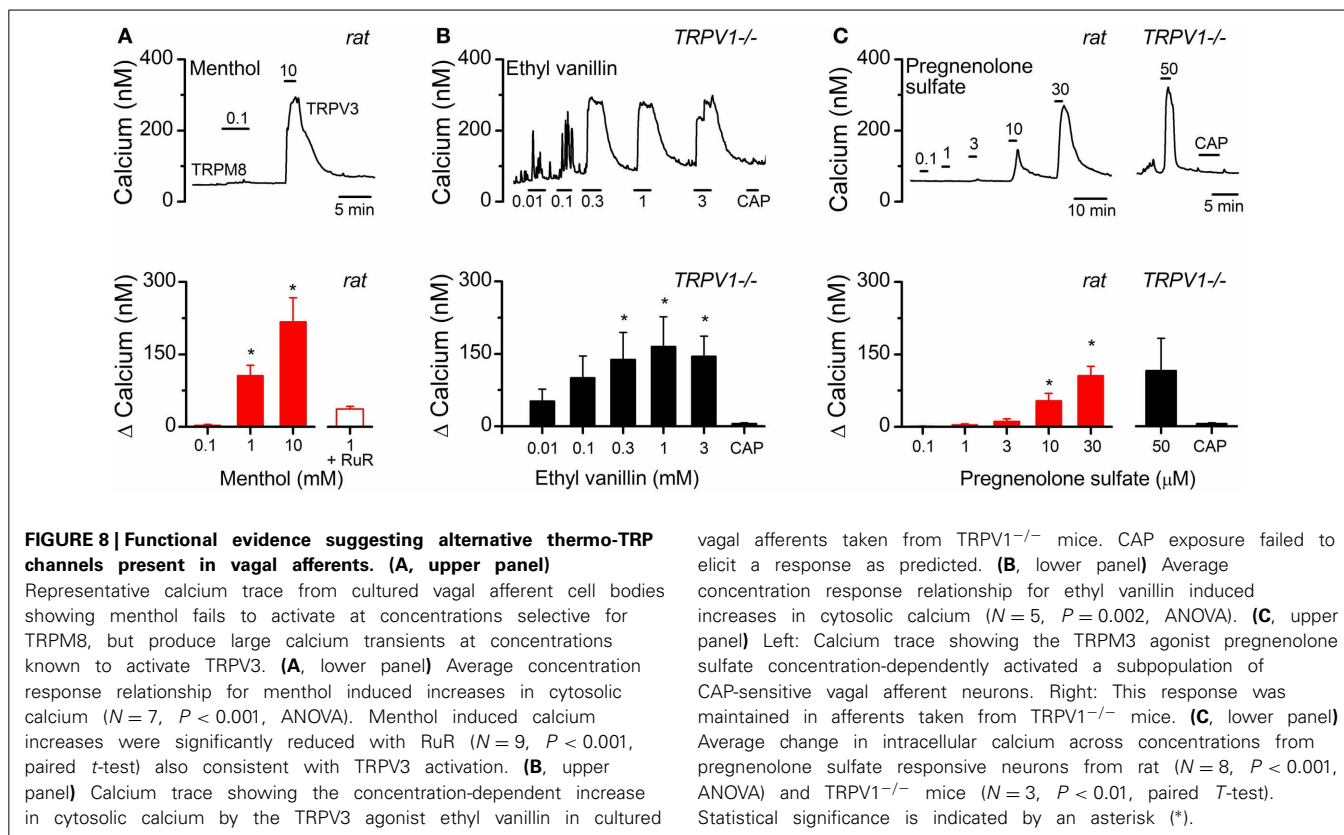 A
rat
Menthol
Calcium (nM)
400
200
0
0.1
10
TRPV3
TRPM8
5 min
B
TRPV1-/-
Ethyl vanillin
Calcium (nM)
400
200
0
0.01
0.1
0.3
1
3
CAP
C
rat
TRPV1-/-
Pregnenolone
sulfate
Calcium (nM)
400
200
0
0.1
1
3
10
30
10 min
50
CAP
5 min
rat
Δ Calcium (nM)
300
150
0
*
*
0.1
1
10
1
+ RuR
Menthol (mM)
TRPV1-/-
Δ Calcium (nM)
300
150
0
*
*
*
0.01
0.1
0.3
1
3
CAP
Ethyl vanillin (mM)
rat
TRPV1-/-
Δ Calcium (nM)
300
150
0
*
*
0.1
1
3
10
30
50
CAP
Pregnenolone sulfate (μM)
FIGURE 8 | Functional evidence suggesting alternative thermo-TRP
channels present in vagal afferents. (A, upper panel)
Representative calcium trace from cultured vagal afferent cell bodies
showing menthol fails to activate at concentrations selective for
TRPM8, but produce large calcium transients at concentrations
known to activate TRPV3. (A, lower panel) Average concentration
response relationship for menthol induced increases in cytosolic
calcium (N = 7, P < 0.001, ANOVA). Menthol induced calcium
increases were significantly reduced with RuR (N = 9, P < 0.001,
paired t-test) also consistent with TRPV3 activation. (B, upper
panel) Calcium trace showing the concentration-dependent increase
in cytosolic calcium by the TRPV3 agonist ethyl vanillin in cultured
vagal afferents taken from TRPV1−/− mice. CAP exposure failed to
elicit a response as predicted. (B, lower panel) Average
concentration response relationship for ethyl vanillin induced
increases in cytosolic calcium (N = 5, P = 0.002, ANOVA). (C, upper
panel) Left: Calcium trace showing the TRPM3 agonist pregnenolone
sulfate concentration-dependently activated a subpopulation of
CAP-sensitive vagal afferent neurons. Right: This response was
maintained in afferents taken from TRPV1−/− mice. (C, lower panel)
Average change in intracellular calcium across concentrations from
pregnenolone sulfate responsive neurons from rat (N = 8, P < 0.001,
ANOVA) and TRPV1−/− mice (N = 3, P < 0.01, paired T-test).
Statistical significance is indicated by an asterisk (*).